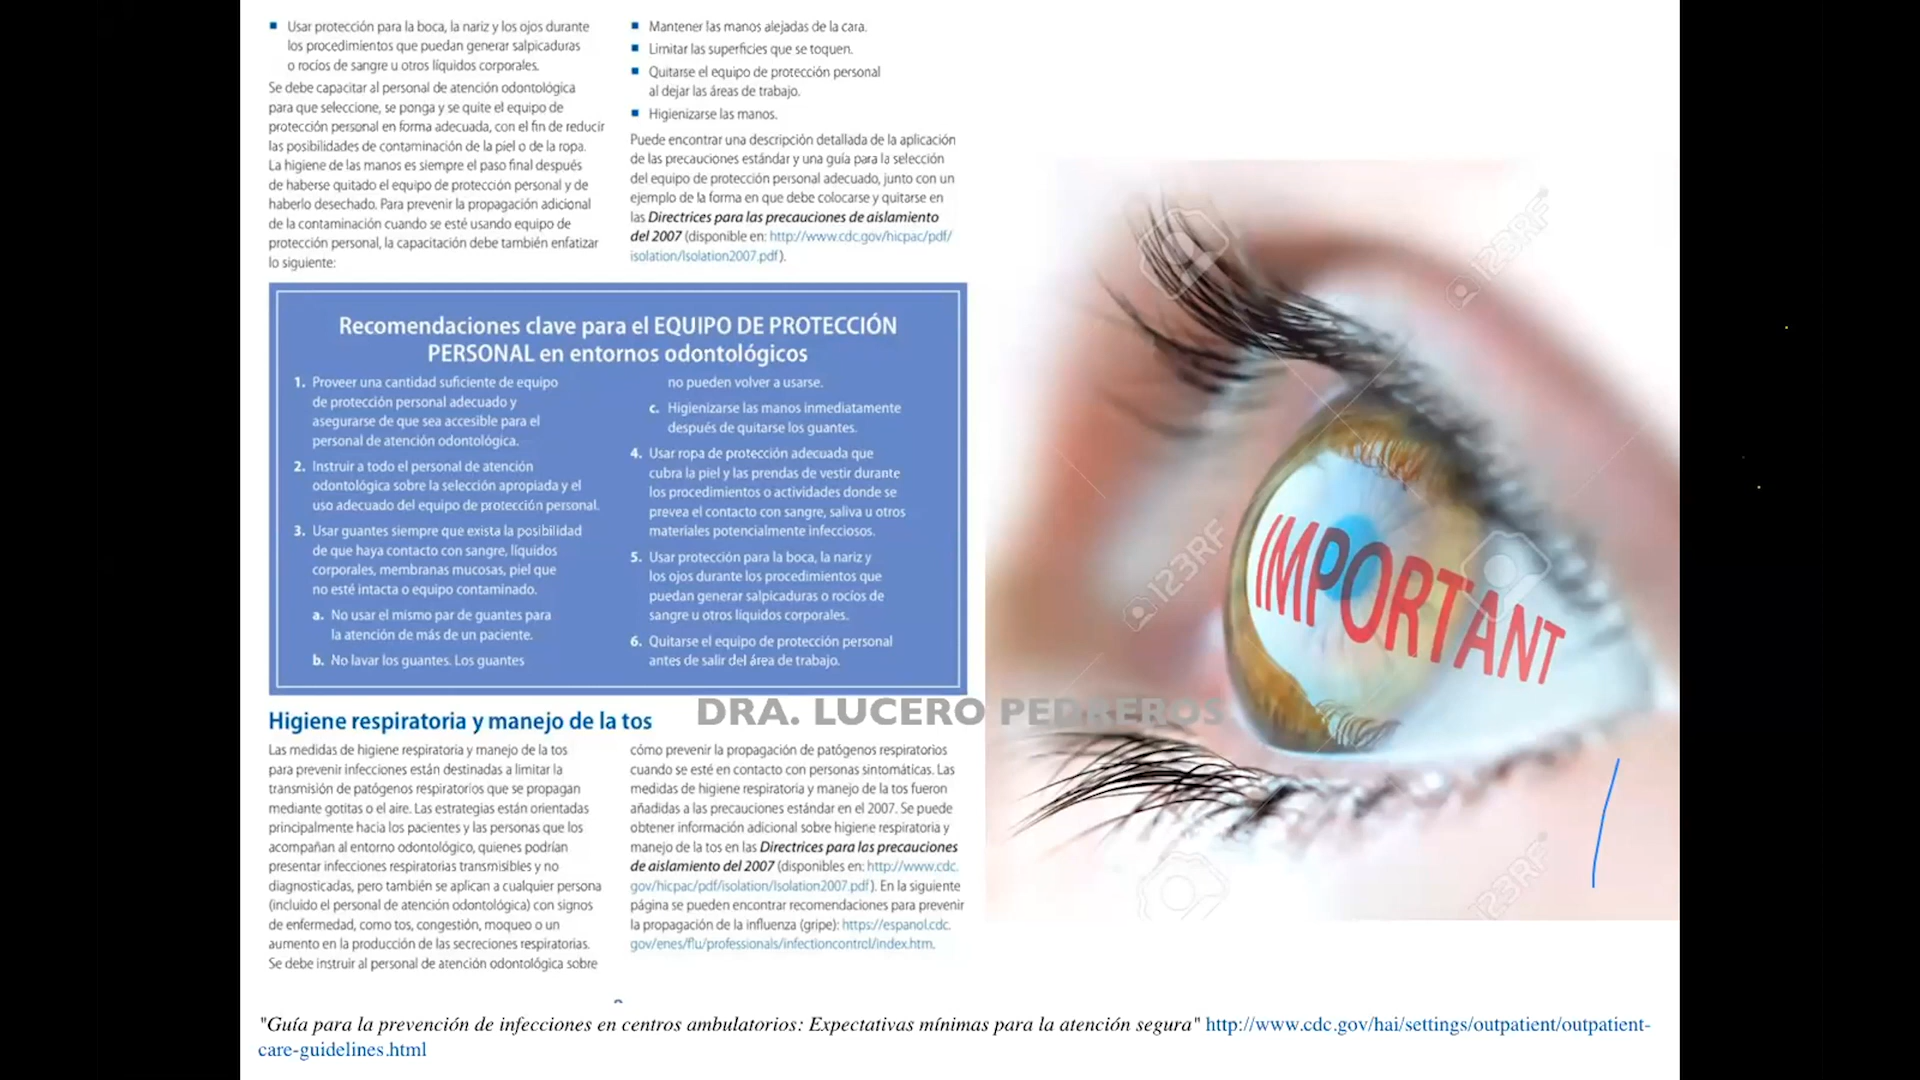 Usar protección para la boca, la nariz y los ojos durante
los procedimientos que puedan generar salpicaduras
o rocíos de sangre u otros líquidos corporales.
Se debe capacitar al personal de atención odontológica
para que seleccione, se ponga y se quite el equipo de
protección personal en forma adecuada, con el fin de reducir
las posibilidades de contaminación de la piel o de la ropa.
La higiene de las manos es siempre el paso final después
de haberse quitado el equipo de protección personal y de
haberlo desechado. Para prevenir la propagación adicional
de la contaminación cuando se esté usando equipo de
protección personal, la capacitación debe también enfatizar
lo siguiente:
Mantener las manos alejadas de la cara.
Limitar las superficies que se toquen.
Quitarse el equipo de protección personal
al dejar las áreas de trabajo.
Higienizarse las manos.
Puede encontrar una descripción detallada de la aplicación
de las precauciones estándar y una guía para la selección
del equipo de protección personal adecuado, junto con un
ejemplo de la forma en que debe colocarse y quitarse en
las Directrices para las precauciones de aislamiento
del 2007 (disponible en: http://www.cdc.gov/hicpac/pdf/
isolation/Isolation2007.pdf).
Recomendaciones clave para el EQUIPO DE PROTECCIÓN
PERSONAL en entornos odontológicos
1. Proveer una cantidad suficiente de equipo
de protección personal adecuado y
asegurarse de que sea accesible para el
personal de atención odontológica.
2. Instruir a todo el personal de atención
odontológica sobre la selección apropiada y el
uso adecuado del equipo de protección personal.
3. Usar guantes siempre que exista la posibilidad
de que haya contacto con sangre, líquidos
corporales, membranas mucosas, piel que
no esté intacta o equipo contaminado.
a. No usar el mismo par de guantes para
la atención de más de un paciente.
b. No lavar los guantes. Los guantes
no pueden volver a usarse.
c. Higienizarse las manos inmediatamente
después de quitarse los guantes.
4. Usar ropa de protección adecuada que
cubra la piel y las prendas de vestir durante
los procedimientos o actividades donde se
prevea el contacto con sangre, saliva u otros
materiales potencialmente infecciosos.
5. Usar protección para la boca, la nariz y
los ojos durante los procedimientos que
puedan generar salpicaduras o rocíos de
sangre u otros líquidos corporales.
6. Quitarse el equipo de protección personal
antes de salir del área de trabajo.
DRA. LUCERO PEDREROS
Higiene respiratoria y manejo de la tos
Las medidas de higiene respiratoria y manejo de la tos
para prevenir infecciones están destinadas a limitar la
transmisión de patógenos respiratorios que se propagan
mediante gotitas o el aire. Las estrategias están orientadas
principalmente hacia los pacientes y las personas que los
acompañan al entorno odontológico, quienes podrían
presentar infecciones respiratorias transmisibles y no
diagnosticadas, pero también se aplican a cualquier persona
(incluido el personal de atención odontológica) con signos
de enfermedad, como tos, congestión, moqueo o un
aumento en la producción de las secreciones respiratorias.
Se debe instruir al personal de atención odontológica sobre
cómo prevenir la propagación de patógenos respiratorios
cuando se esté en contacto con personas sintomáticas. Las
medidas de higiene respiratoria y manejo de la tos fueron
añadidas a las precauciones estándar en el 2007. Se puede
obtener información adicional sobre higiene respiratoria y
manejo de la tos en las Directrices para las precauciones
de aislamiento del 2007 (disponibles en: http://www.cdc.
gov/hicpac/pdf/isolation/Isolation2007.pdf). En la siguiente
página se pueden encontrar recomendaciones para prevenir
la propagación de la influenza (gripe): https://espanol.cdc.
gov/enes/flu/professionals/infectioncontrol/index.htm.
IMPORTANT
123RF
123RF
123RF
123RF
"Guía para la prevención de infecciones en centros ambulatorios: Expectativas mínimas para la atención segura" http://www.cdc.gov/hai/settings/outpatient/outpatient-
care-guidelines.html